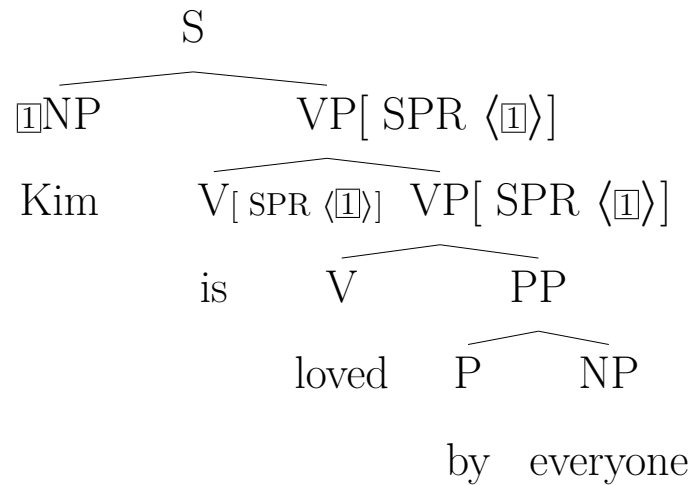 S
1NP VP[ SPR ⟨1⟩]
Kim V[ SPR ⟨1⟩] VP[ SPR ⟨1⟩]
is V PP
loved P NP
by everyone